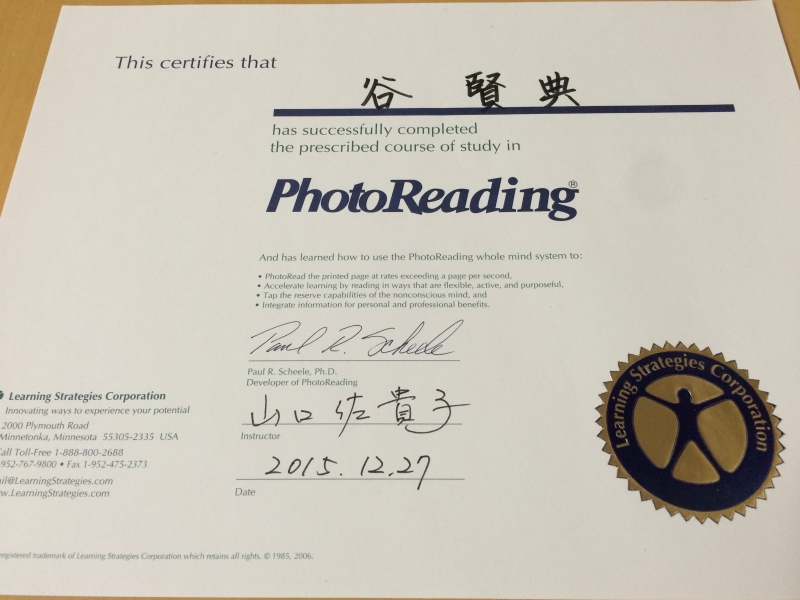 This certifies that
谷 賢典
has successfully completed
the prescribed course of study in
PhotoReading®
And has learned how to use the PhotoReading whole mind system to:
• PhotoRead the printed page at rates exceeding a page per second,
• Accelerate learning by reading in ways that are flexible, active, and purposeful,
• Tap the reserve capabilities of the nonconscious mind, and
• Integrate information for personal and professional benefits.
Paul R. Scheele
Paul R. Scheele, Ph.D.
Developer of PhotoReading
山口佐貴子
Instructor
2015.12.27
Date
Learning Strategies Corporation
Innovating ways to experience your potential
2000 Plymouth Road
Minnetonka, Minnesota 55305-2335 USA
Call Toll-Free 1-888-800-2688
952-767-9800 • Fax 1-952-475-2373
il@LearningStrategies.com
w.LearningStrategies.com
registered trademark of Learning Strategies Corporation which retains all rights. © 1985, 2006.
Learning Strategies Corporation